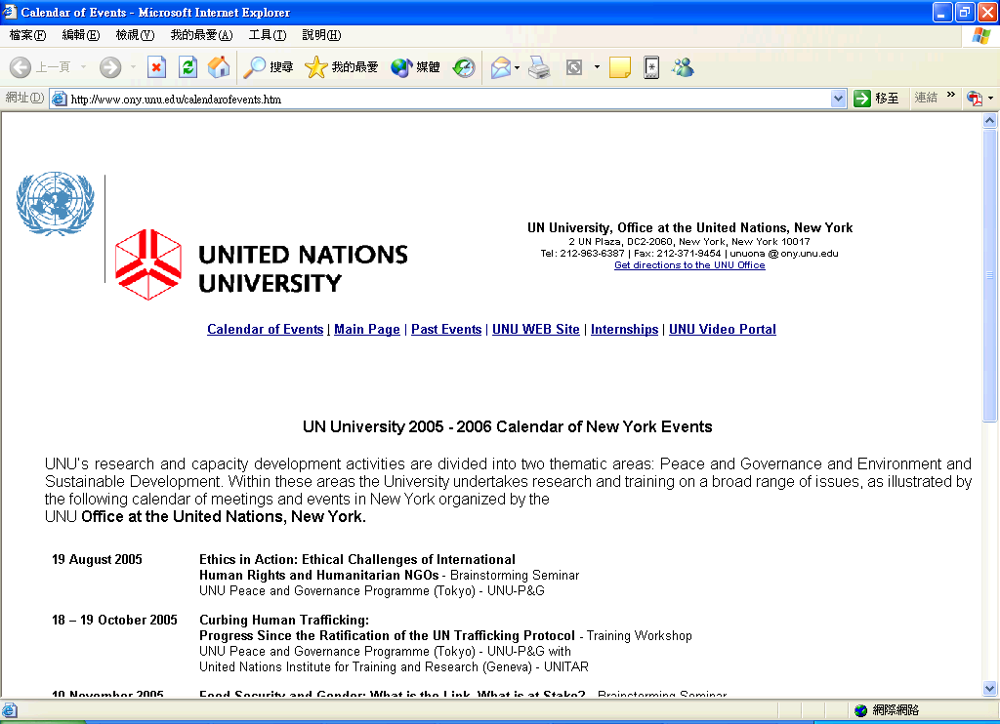 Calendar of Events - Microsoft Internet Explorer
檔案(F) 編輯(E) 檢視(V) 我的最愛(A) 工具(T) 說明(H)
上一頁 搜尋 我的最愛 媒體
網址(D) http://www.ony.unu.edu/calendarofevents.htm 移至 連結 »
UNITED NATIONS
UNIVERSITY
UN University, Office at the United Nations, New York
2 UN Plaza, DC2-2060, New York, New York 10017
Tel: 212-963-6387 | Fax: 212-371-9454 | unuona @ ony.unu.edu
Get directions to the UNU Office
Calendar of Events | Main Page | Past Events | UNU WEB Site | Internships | UNU Video Portal
UN University 2005 - 2006 Calendar of New York Events
UNU's research and capacity development activities are divided into two thematic areas: Peace and Governance and Environment and
Sustainable Development. Within these areas the University undertakes research and training on a broad range of issues, as illustrated by
the following calendar of meetings and events in New York organized by the
UNU Office at the United Nations, New York.
19 August 2005 Ethics in Action: Ethical Challenges of International
Human Rights and Humanitarian NGOs - Brainstorming Seminar
UNU Peace and Governance Programme (Tokyo) - UNU-P&G
18 – 19 October 2005 Curbing Human Trafficking:
Progress Since the Ratification of the UN Trafficking Protocol - Training Workshop
UNU Peace and Governance Programme (Tokyo) - UNU-P&G with
United Nations Institute for Training and Research (Geneva) - UNITAR
10 November 2005 Food Security and Gender: What is the Link, What is at Stake? - Brainstorming Seminar
網際網路